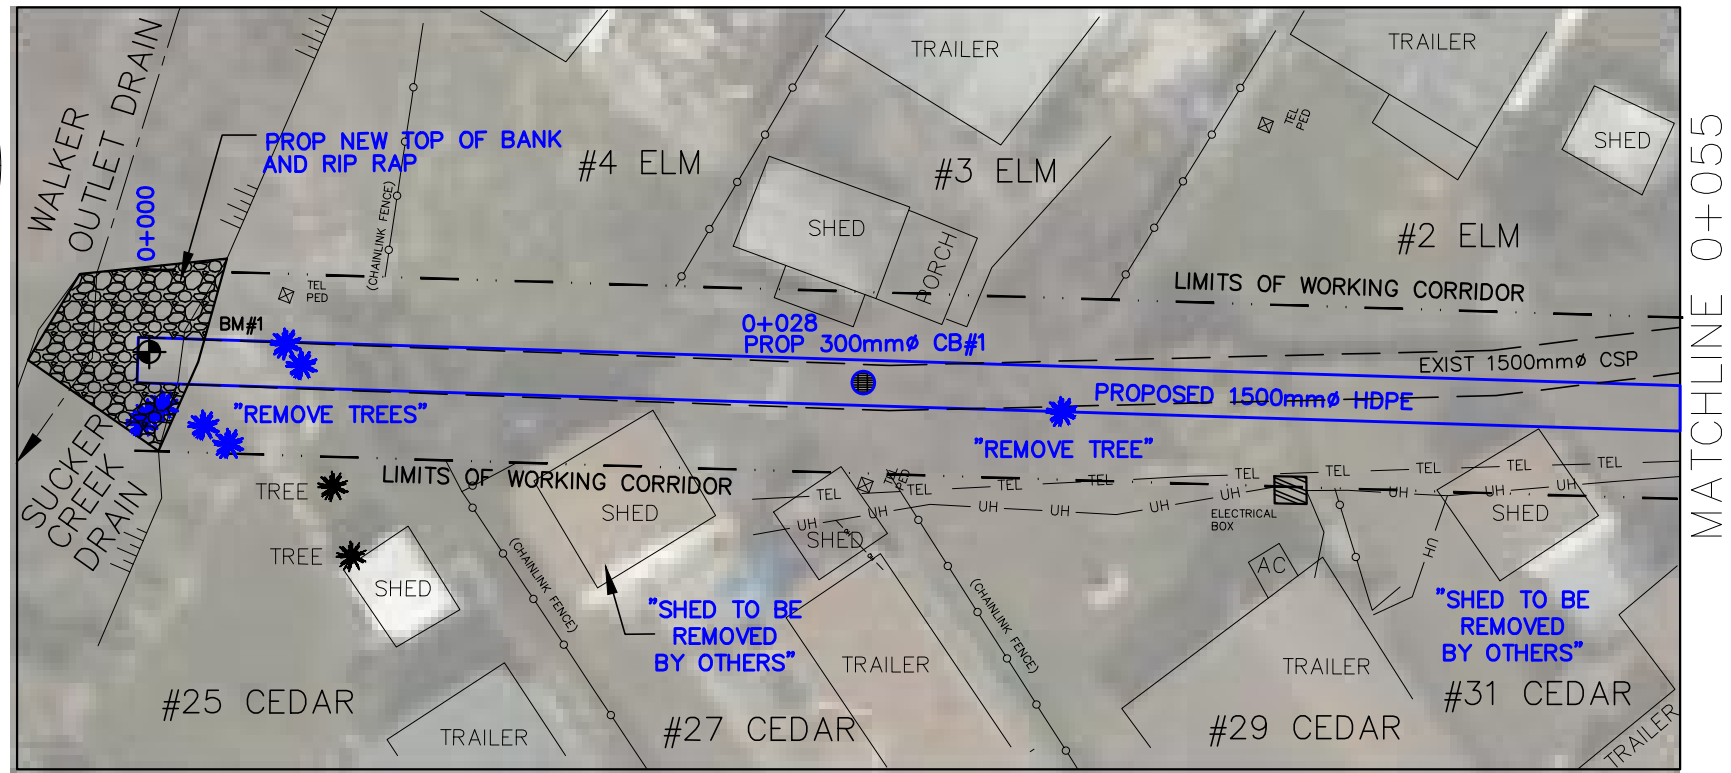 WALKER
OUTLET DRAIN
0+000
PROP NEW TOP OF BANK
AND RIP RAP
(CHAINLINK FENCE)
#4 ELM
TRAILER
#3 ELM
SHED
PORCH
TRAILER
TEL
PED
SHED
#2 ELM
MATCHLINE 0+055
LIMITS OF WORKING CORRIDOR
TEL
PED
BM#1
0+028
PROP 300mmø CB#1
EXIST 1500mmø CSP
PROPOSED 1500mmø HDPE
"REMOVE TREES"
"REMOVE TREE"
SUCKER
CREEK
DRAIN
LIMITS OF WORKING CORRIDOR
TREE
TREE
SHED
SHED
(CHAINLINK FENCE)
TEL
PED
TEL
TEL
TEL
TEL
TEL
TEL
TEL
TEL
TEL
UH
UH
UH
UH
UH
UH
UH
UH
UH
UH
ELECTRICAL
BOX
SHED
SHED
AC
(CHAINLINK FENCE)
"SHED TO BE
REMOVED
BY OTHERS"
"SHED TO BE
REMOVED
BY OTHERS"
TRAILER
TRAILER
#25 CEDAR
TRAILER
#27 CEDAR
#29 CEDAR
#31 CEDAR
TRAILER